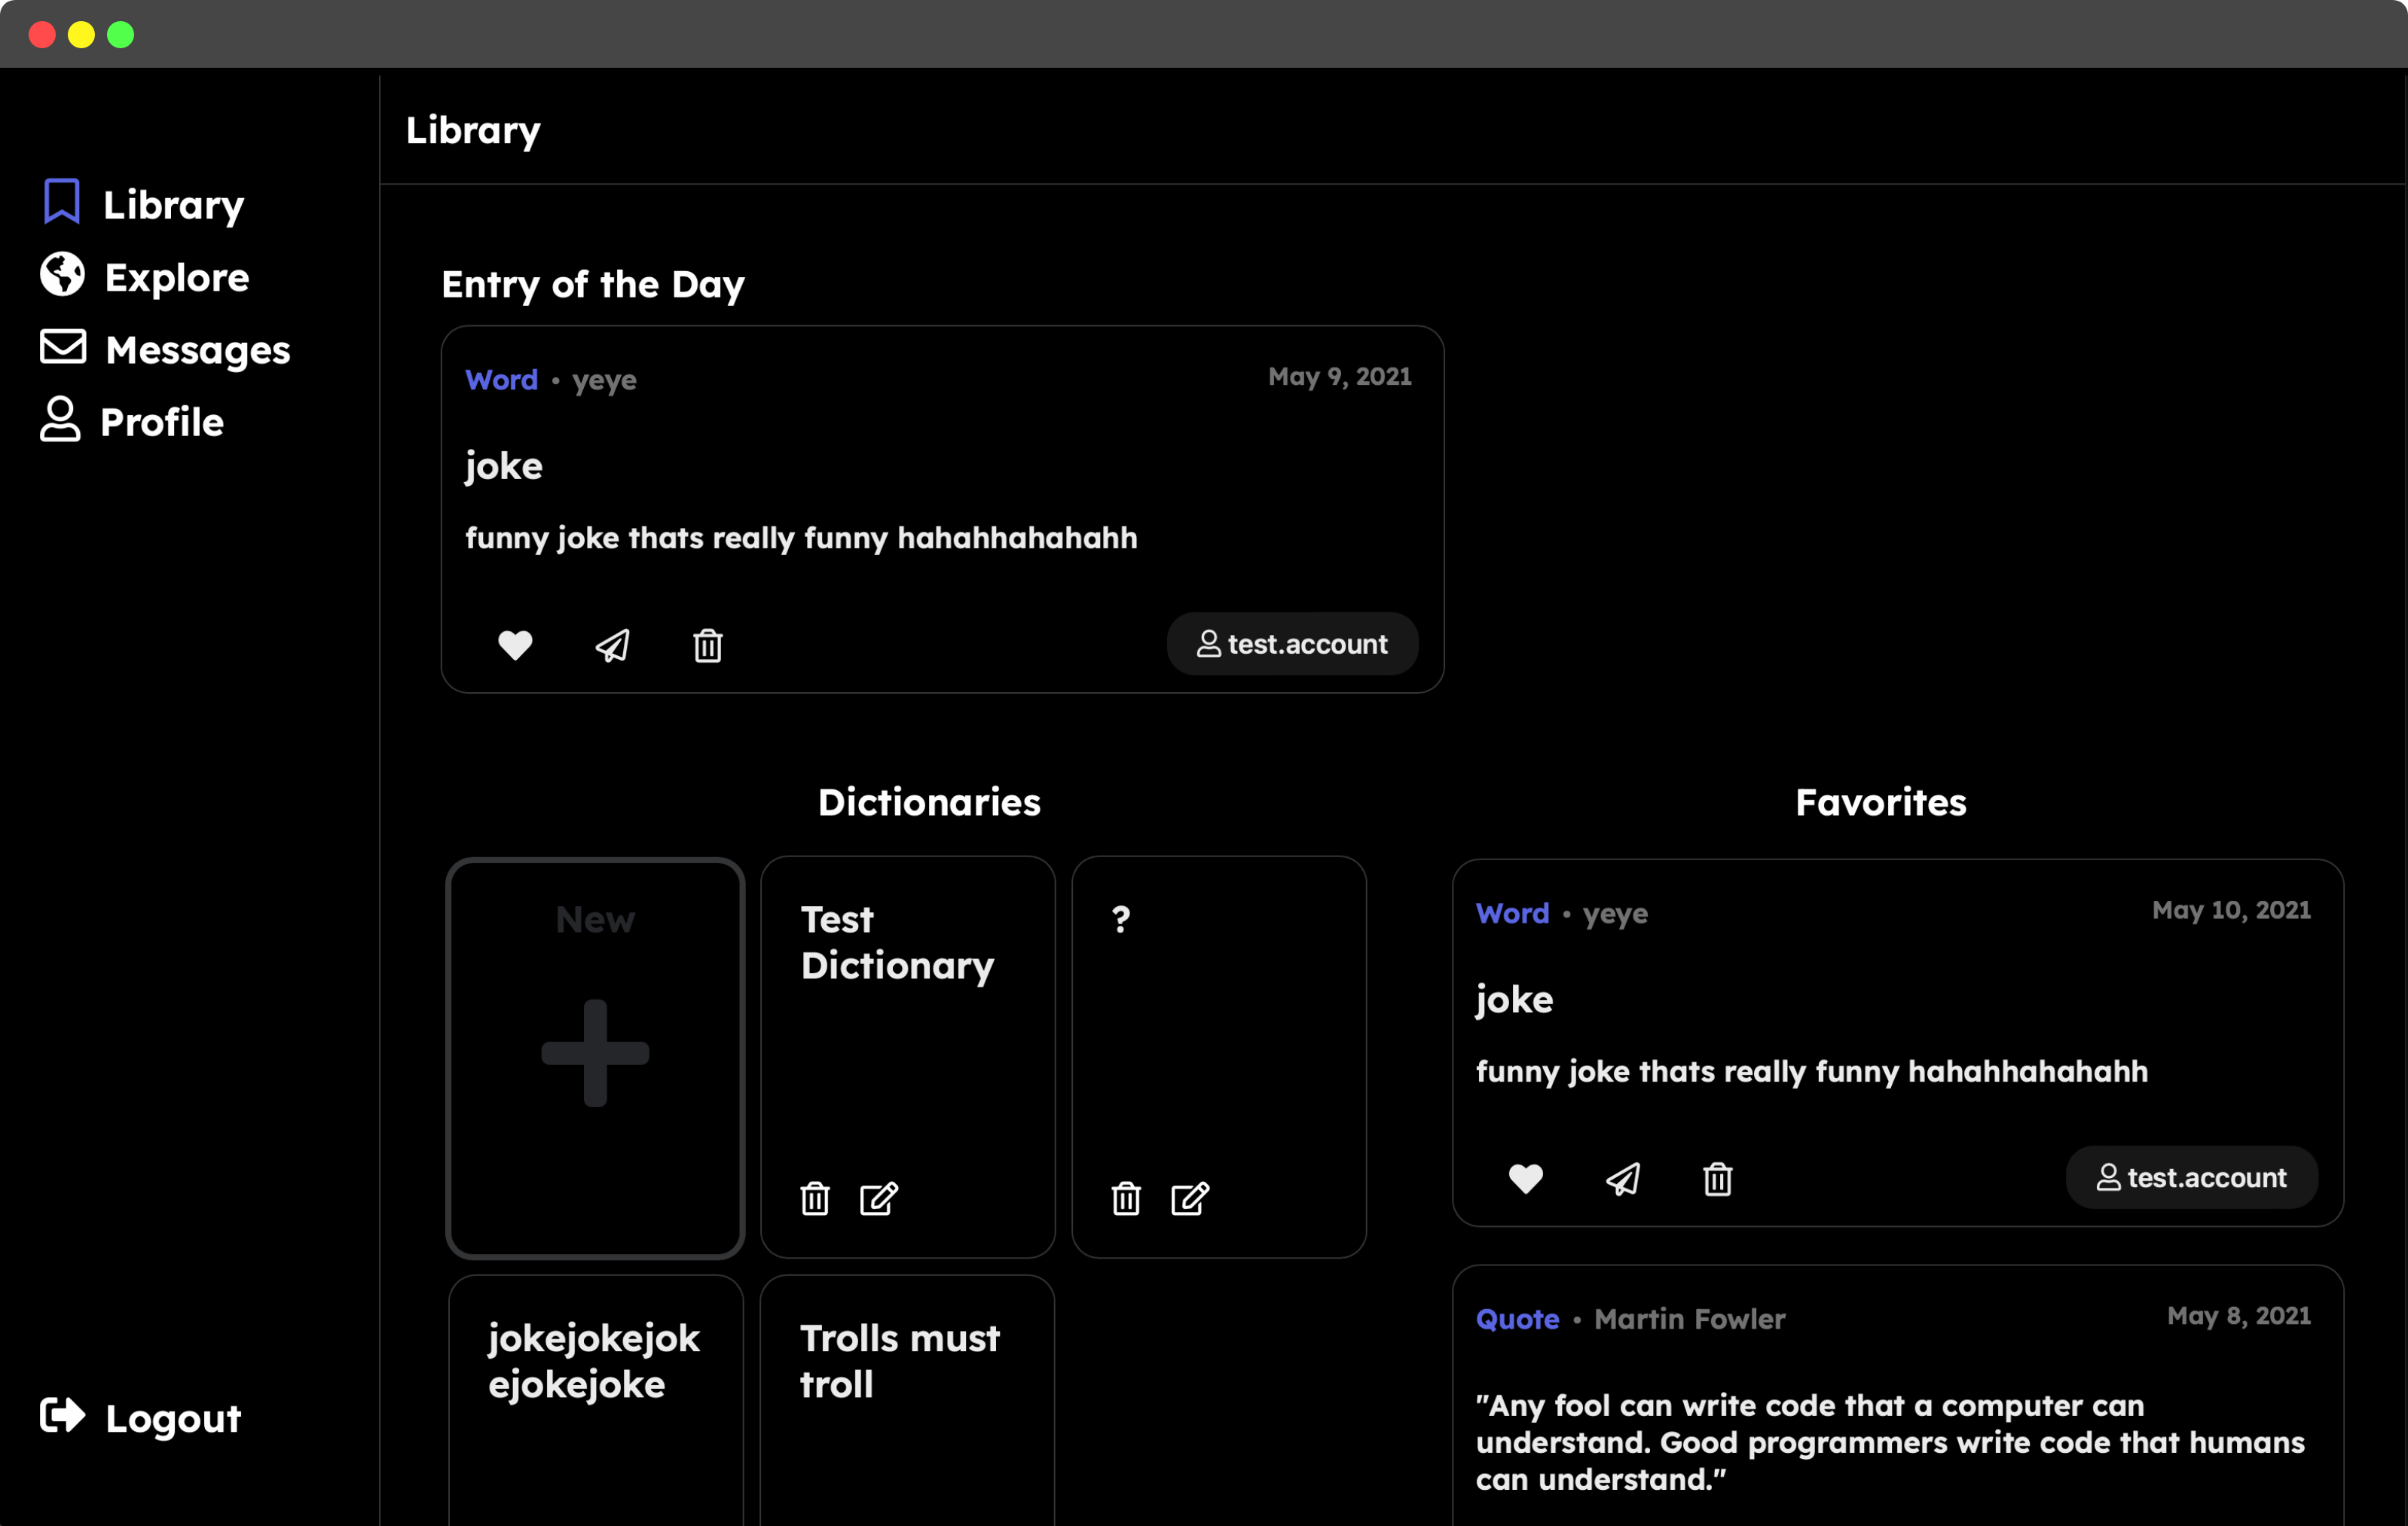 Library
Library
Explore
Messages
Profile
Logout
Entry of the Day
Word • yeye
May 9, 2021
joke
funny joke thats really funny hahahhahahahh
test.account
Dictionaries
New
Test
Dictionary
?
jokejokejok
ejokejoke
Trolls must
troll
Favorites
Word • yeye
May 10, 2021
joke
funny joke thats really funny hahahhahahahh
test.account
Quote • Martin Fowler
May 8, 2021
"Any fool can write code that a computer can
understand. Good programmers write code that humans
can understand."